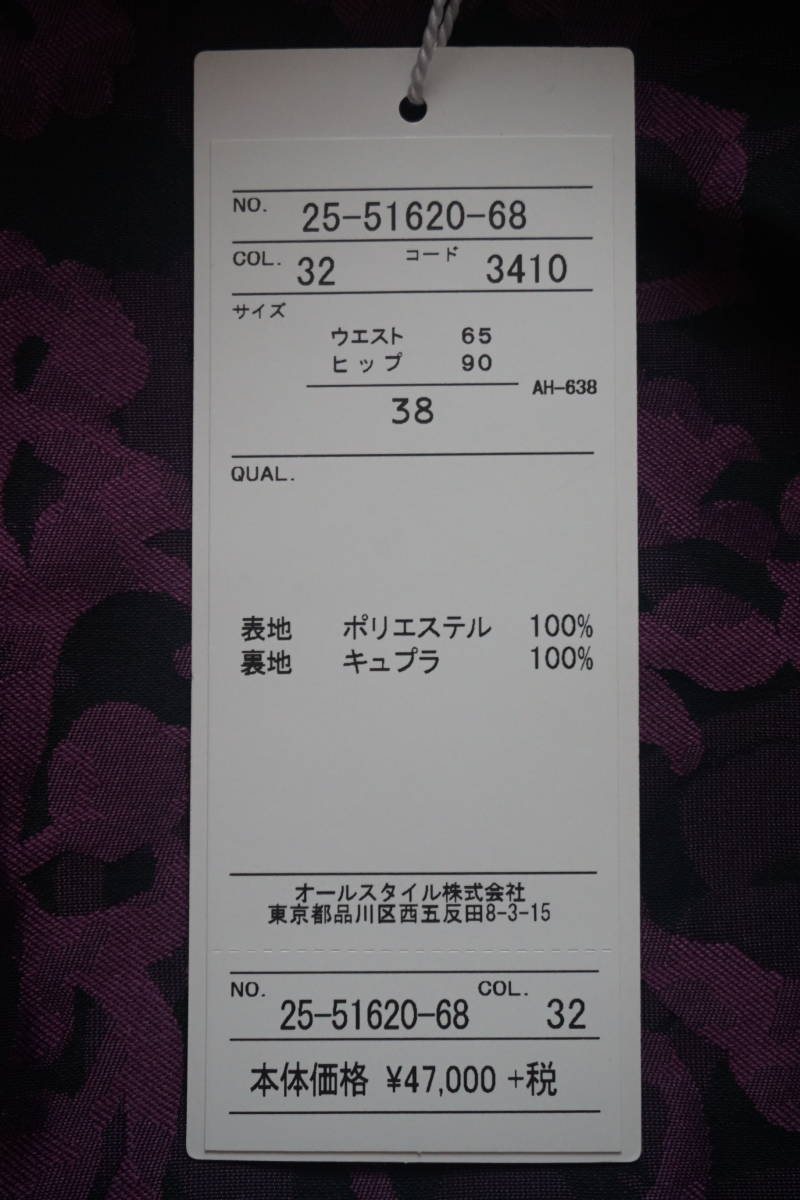 NO. 25-51620-68
COL. 32 コード 3410
サイズ
ウエスト 65
ヒップ 90
AH-638
38
QUAL.
表地 ポリエステル 100%
裏地 キュプラ 100%
オールスタイル株式会社
東京都品川区西五反田8-3-15
NO. 25-51620-68 COL. 32
本体価格 ¥47,000 +税